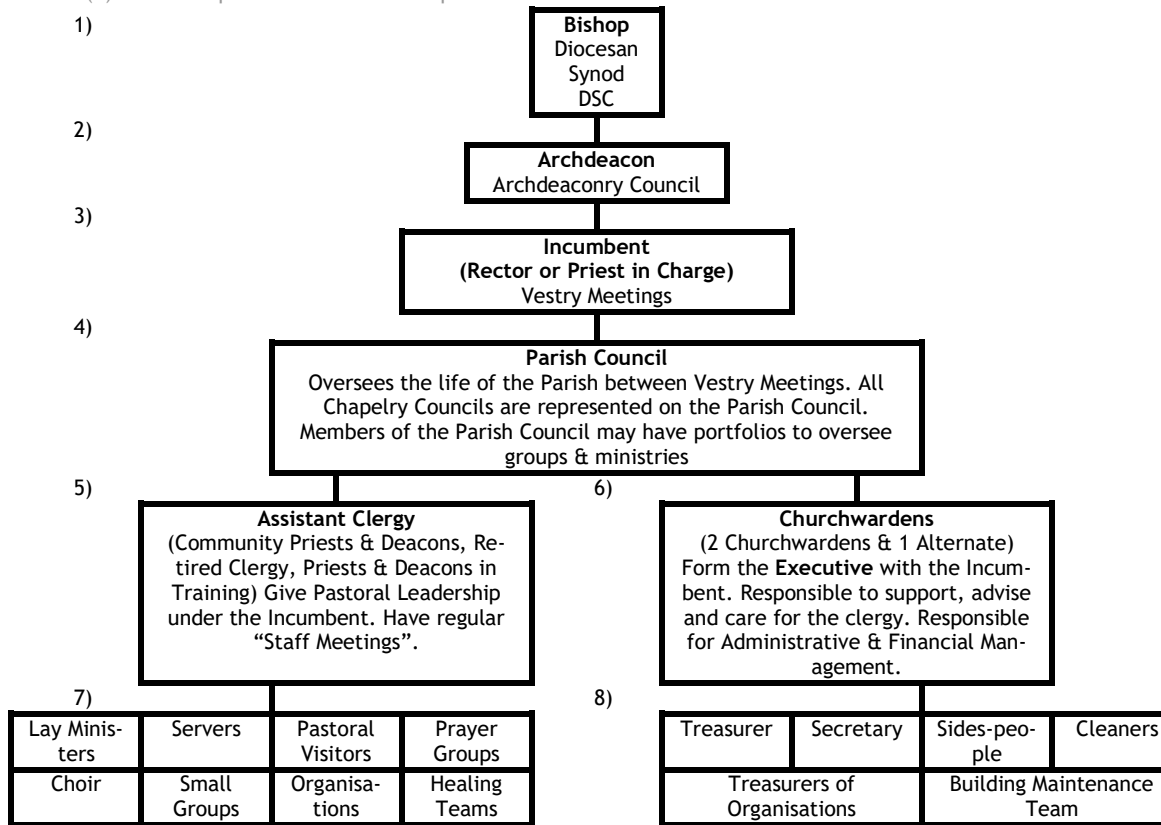 1)
Bishop
Diocesan
Synod
DSC
2)
Archdeacon
Archdeaconry Council
3)
Incumbent
(Rector or Priest in Charge)
Vestry Meetings
4)
Parish Council
Oversees the life of the Parish between Vestry Meetings. All
Chapelry Councils are represented on the Parish Council.
Members of the Parish Council may have portfolios to oversee
groups & ministries
5)
Assistant Clergy
(Community Priests & Deacons, Re-
tired Clergy, Priests & Deacons in
Training) Give Pastoral Leadership
under the Incumbent. Have regular
“Staff Meetings”.
6)
Churchwardens
(2 Churchwardens & 1 Alternate)
Form the Executive with the Incum-
bent. Responsible to support, advise
and care for the clergy. Responsible
for Administrative & Financial Man-
agement.
7)
Lay Minis-
ters
Servers
Pastoral
Visitors
Prayer
Groups
Choir
Small
Groups
Organisa-
tions
Healing
Teams
8)
Treasurer
Secretary
Sides-peo-
ple
Cleaners
Treasurers of
Organisations
Building Maintenance
Team